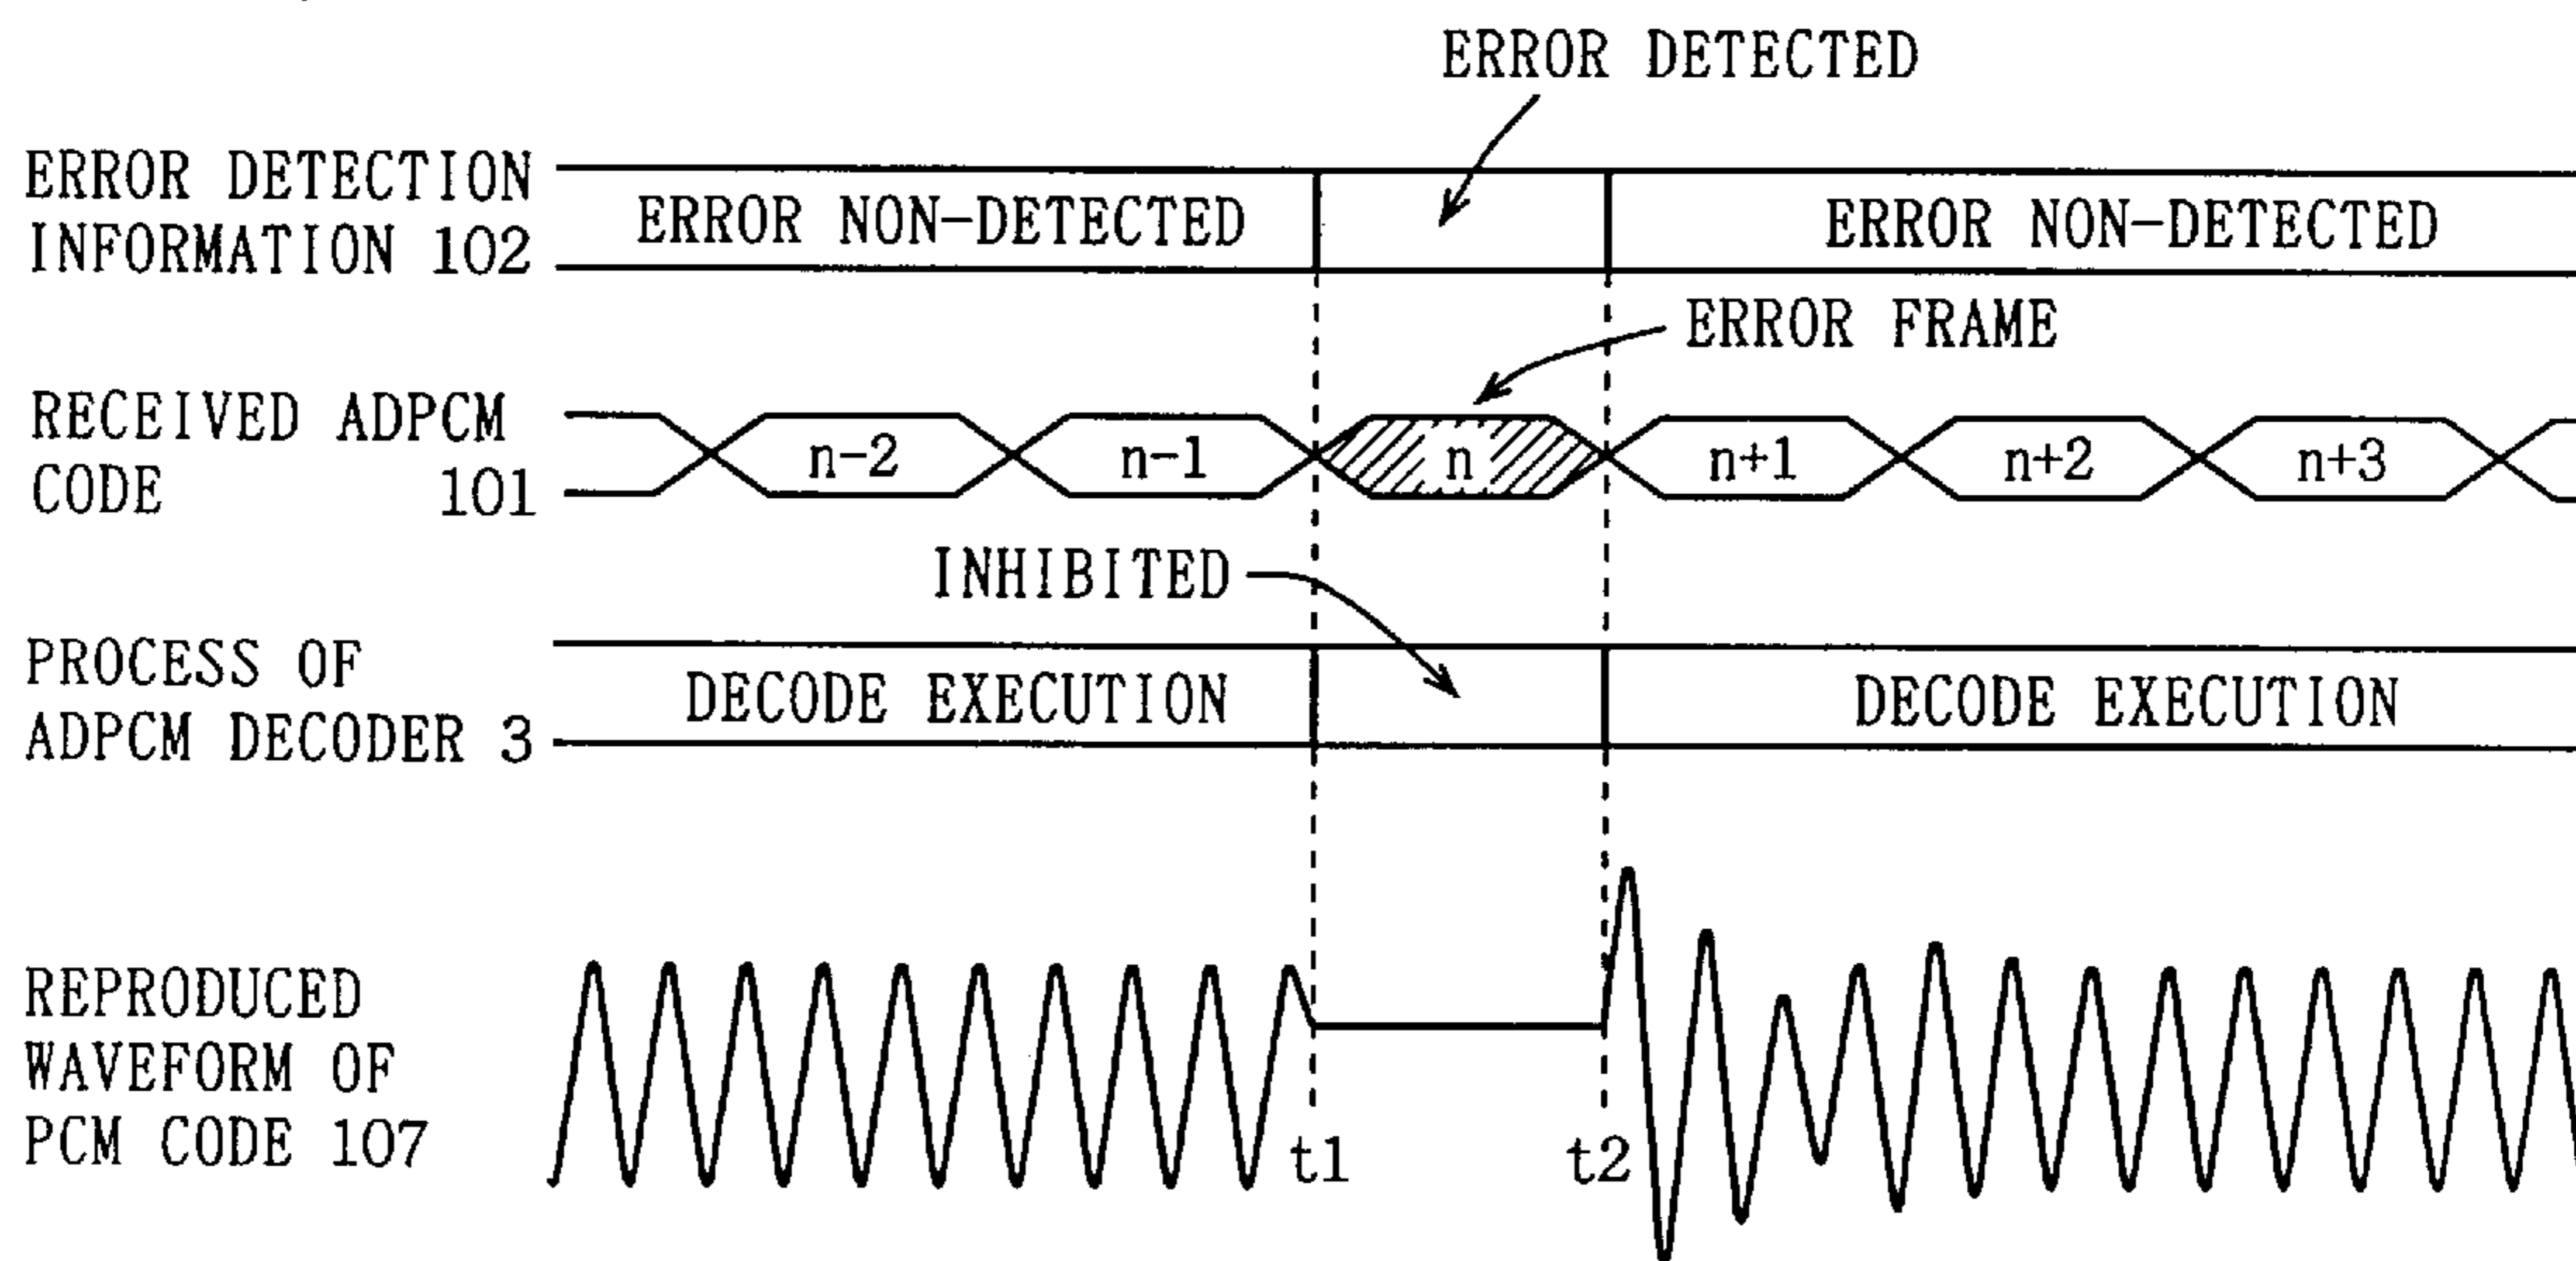 ERROR DETECTED
ERROR DETECTION
INFORMATION 102
ERROR NON-DETECTED
ERROR NON-DETECTED
ERROR FRAME
RECEIVED ADPCM
CODE 101
n-2
n-1
n
n+1
n+2
n+3
INHIBITED
PROCESS OF
ADPCM DECODER 3
DECODE EXECUTION
DECODE EXECUTION
REPRODUCED
WAVEFORM OF
PCM CODE 107
t1
t2